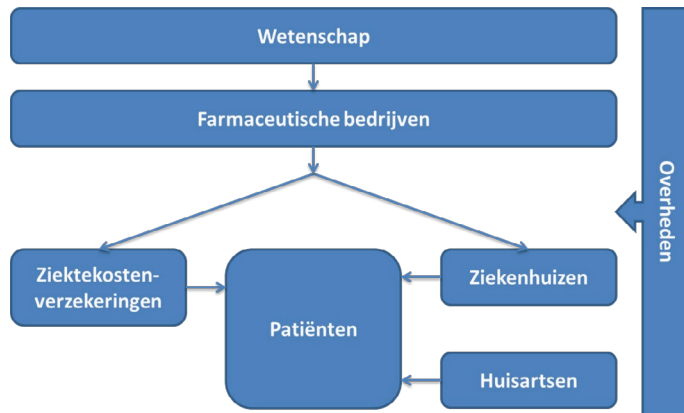 Wetenschap
Farmaceutische bedrijven
Overheden
Ziektekosten-
verzekeringen
Patiënten
Ziekenhuizen
Huisartsen